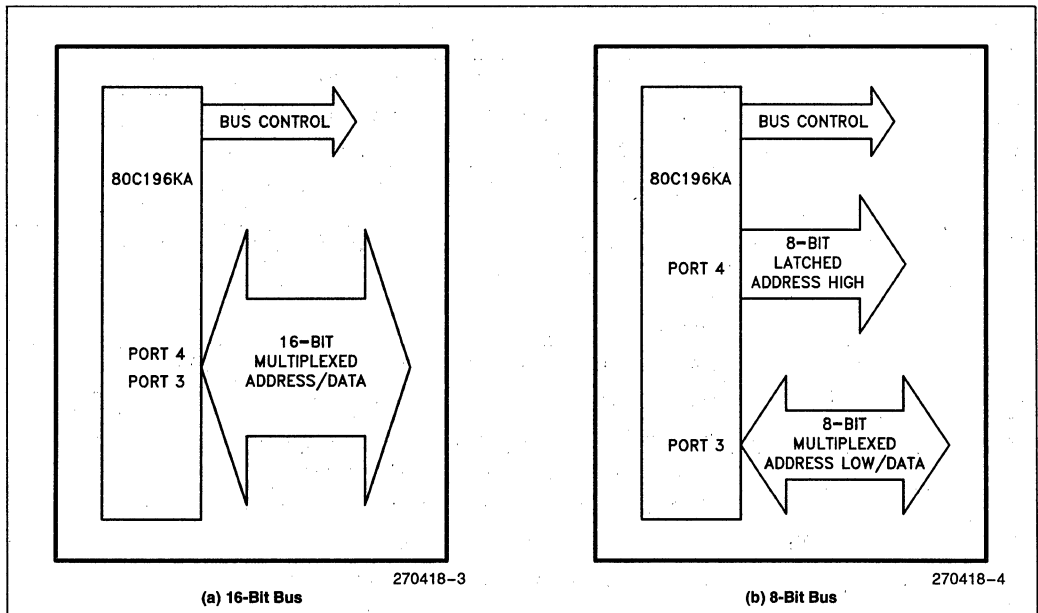 BUS CONTROL
80C196KA
PORT 4
PORT 3
16-BIT
MULTIPLEXED
ADDRESS/DATA
270418-3
(a) 16-Bit Bus
BUS CONTROL
80C196KA
PORT 4
8-BIT
LATCHED
ADDRESS HIGH
PORT 3
8-BIT
MULTIPLEXED
ADDRESS LOW/DATA
270418-4
(b) 8-Bit Bus